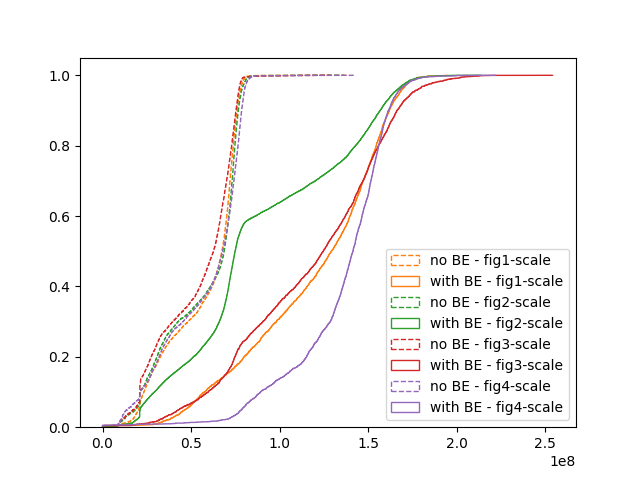 1.0
0.8
0.6
0.4
0.2
0.0
0.0 0.5 1.0 1.5 2.0 2.5
1e8
no BE - fig1-scale
with BE - fig1-scale
no BE - fig2-scale
with BE - fig2-scale
no BE - fig3-scale
with BE - fig3-scale
no BE - fig4-scale
with BE - fig4-scale